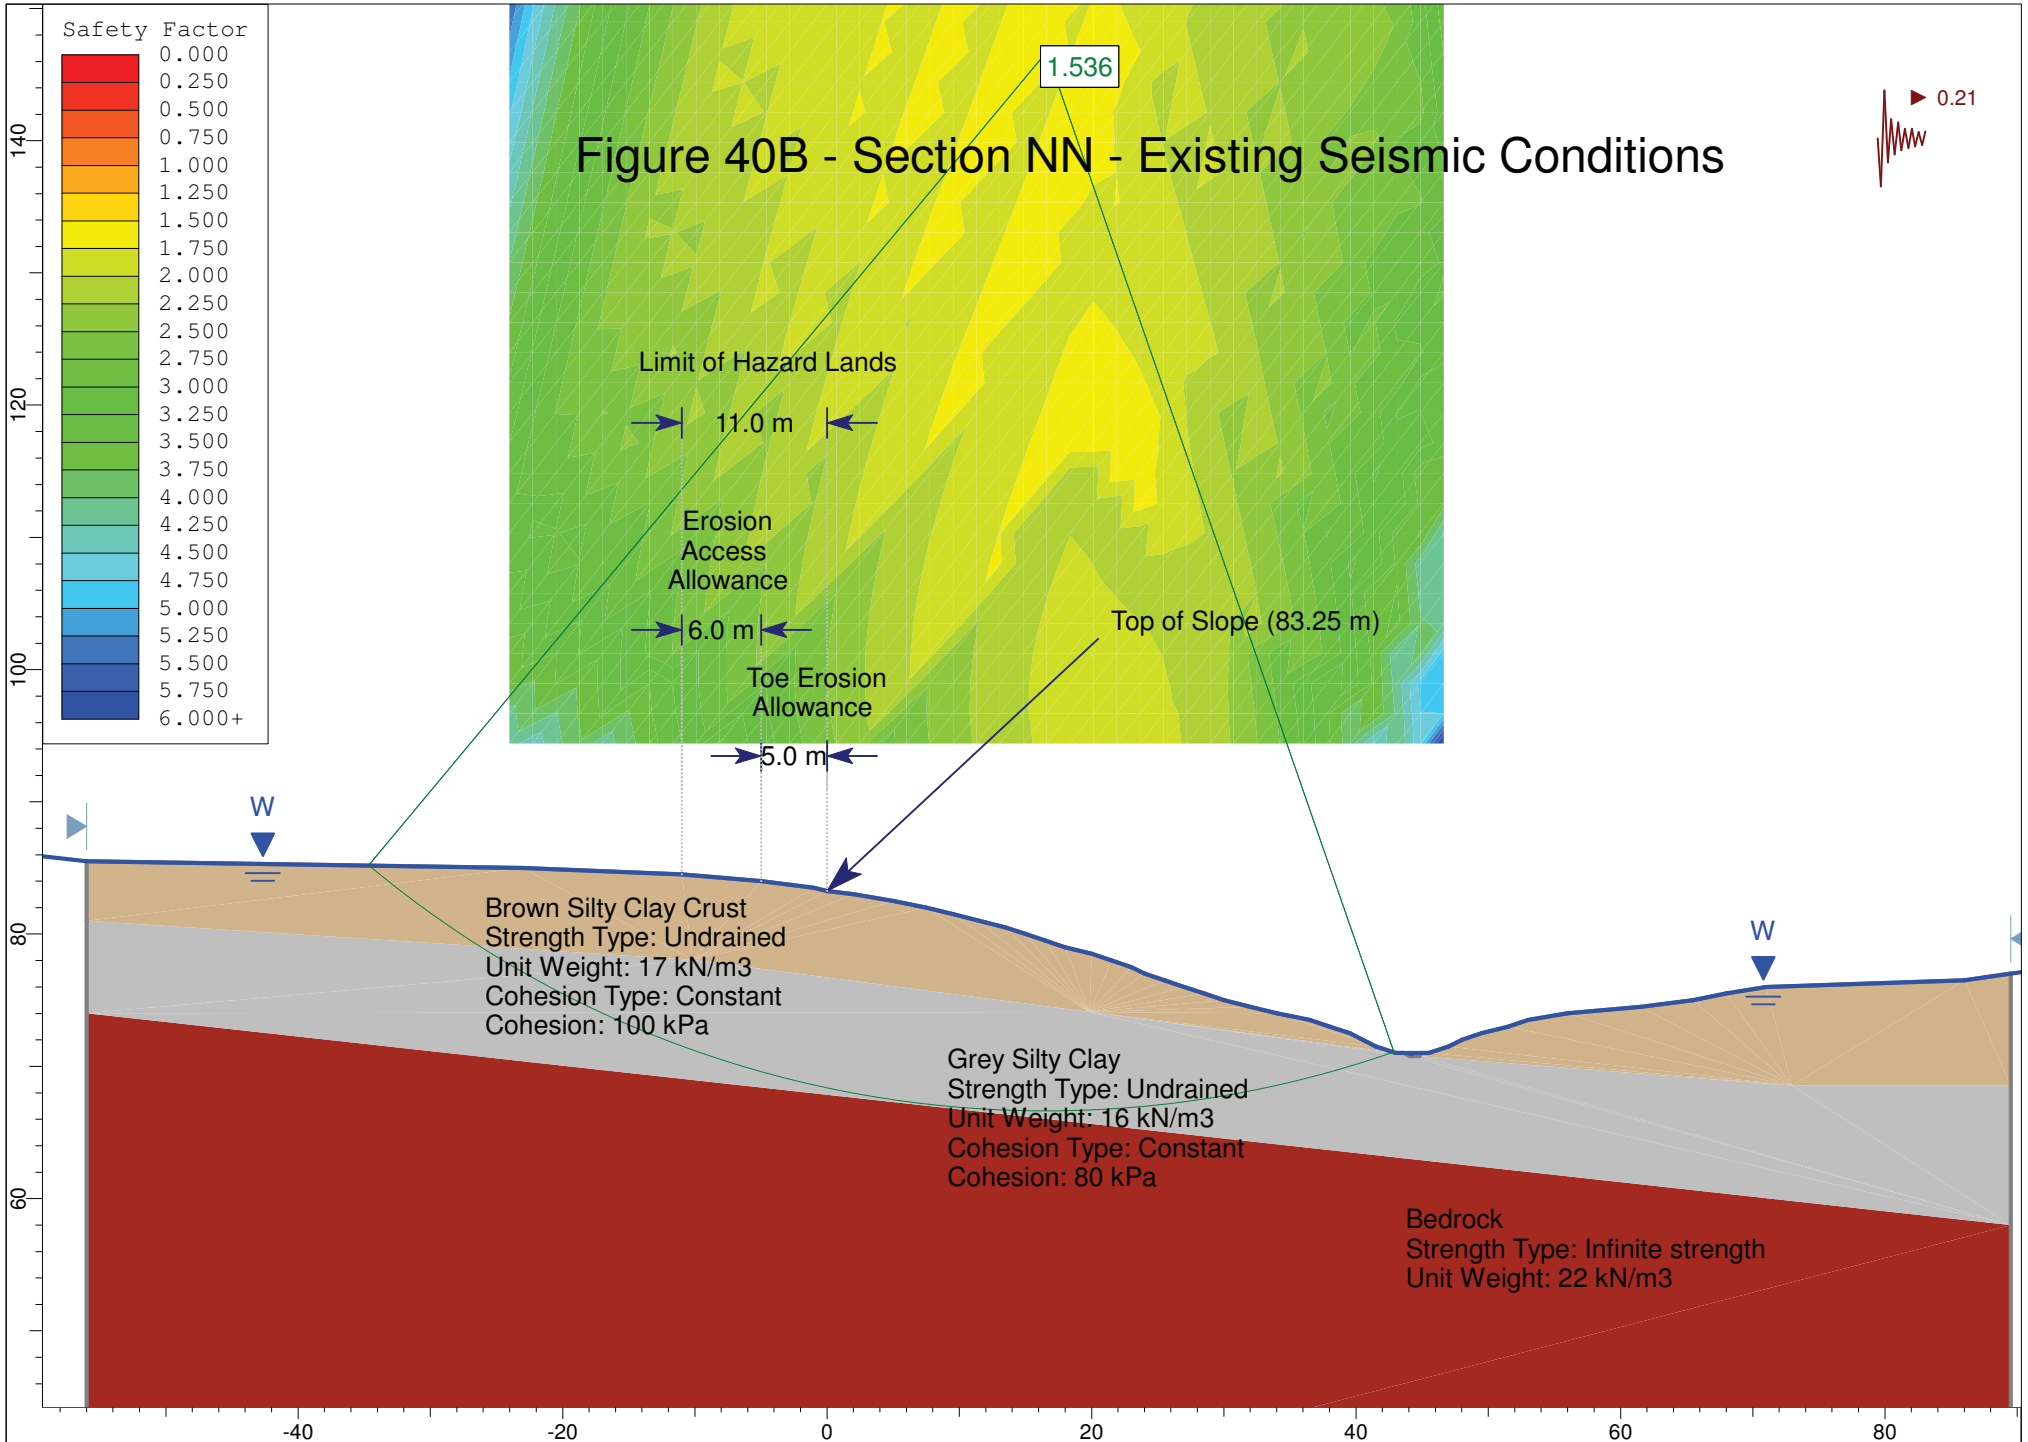 Safety Factor
0.000
0.250
0.500
0.750
1.000
1.250
1.500
1.750
2.000
2.250
2.500
2.750
3.000
3.250
3.500
3.750
4.000
4.250
4.500
4.750
5.000
5.250
5.500
5.750
6.000+
1.536
0.21
Figure 40B - Section NN - Existing Seismic Conditions
Limit of Hazard Lands
11.0 m
Erosion
Access
Allowance
6.0 m
Top of Slope (83.25 m)
Toe Erosion
Allowance
5.0 m
W
W
Brown Silty Clay Crust
Strength Type: Undrained
Unit Weight: 17 kN/m3
Cohesion Type: Constant
Cohesion: 100 kPa
Grey Silty Clay
Strength Type: Undrained
Unit Weight: 16 kN/m3
Cohesion Type: Constant
Cohesion: 80 kPa
Bedrock
Strength Type: Infinite strength
Unit Weight: 22 kN/m3
140
120
100
80
60
-40
-20
0
20
40
60
80